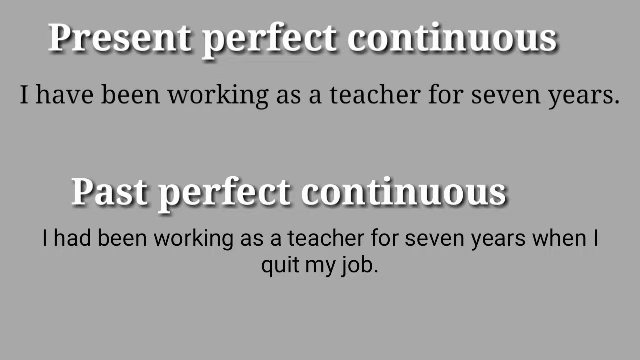 Present perfect continuous
I have been working as a teacher for seven years.
Past perfect continuous
I had been working as a teacher for seven years when I
quit my job.